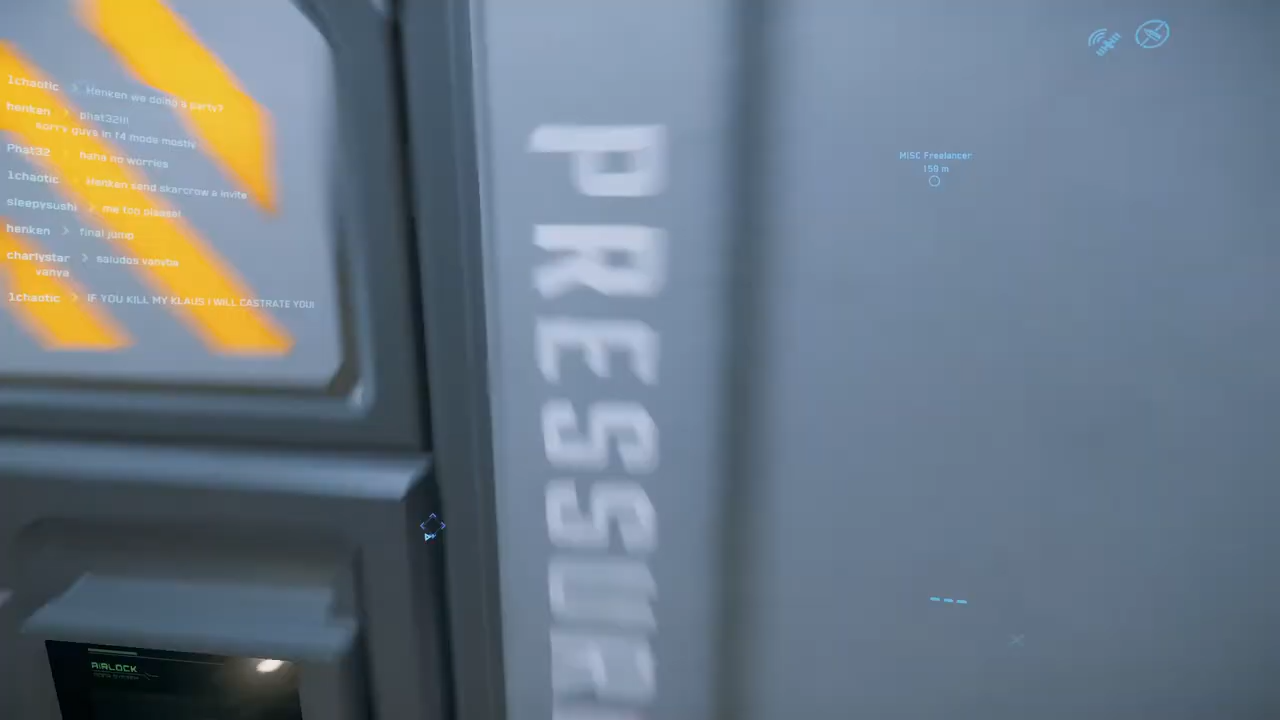 1chaotic > Henken we doing a party?
henken > phat32!!!
sorry guys in f4 mode mostly
Phat32 > haha no worries
1chaotic > Henken send skarcrow a invite
sleepysushi > me too please!
henken > final jump
charlystar > saludos vanyba
vanya
1chaotic > IF YOU KILL MY KLAUS I WILL CASTRATE YOU!
PRESSUR
MISC Freelancer
158 m
AIRLOCK